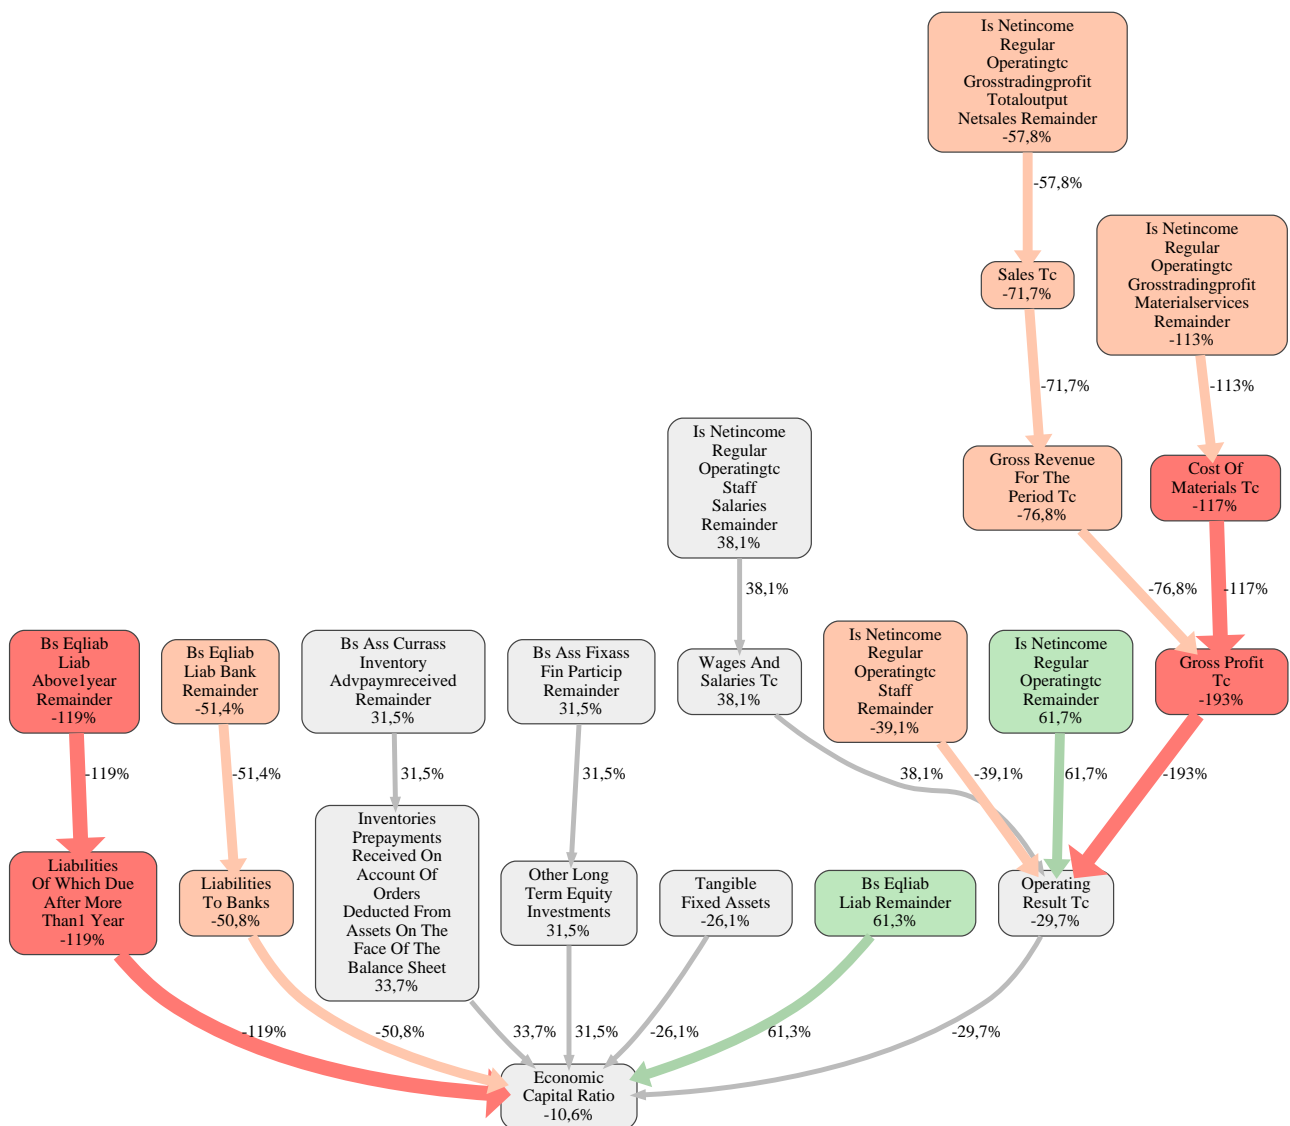 Is Netincome
Regular
Operatingtc
Grosstradingprofit
Totaloutput
Netsales Remainder
-57,8%
-57,8%
Is Netincome
Regular
Operatingtc
Grosstradingprofit
Materialservices
Remainder
-113%
Sales Tc
-71,7%
-71,7%
-113%
Is Netincome
Regular
Operatingtc
Staff
Salaries
Remainder
38,1%
Gross Revenue
For The
Period Tc
-76,8%
Cost Of
Materials Tc
-117%
38,1%
-76,8%
-117%
Bs Eqliab
Liab
Above1year
Remainder
-119%
Bs Eqliab
Liab Bank
Remainder
-51,4%
Bs Ass Currass
Inventory
Advpaymreceived
Remainder
31,5%
Bs Ass Fixass
Fin Particip
Remainder
31,5%
Wages And
Salaries Tc
38,1%
Is Netincome
Regular
Operatingtc
Staff
Remainder
-39,1%
Is Netincome
Regular
Operatingtc
Remainder
61,7%
Gross Profit
Tc
-193%
-119%
-51,4%
31,5%
31,5%
38,1%
-39,1%
61,7%
-193%
Liabilities
Of Which Due
After More
Than1 Year
-119%
Liabilities
To Banks
-50,8%
Inventories
Prepayments
Received On
Account Of
Orders
Deducted From
Assets On The
Face Of The
Balance Sheet
33,7%
Other Long
Term Equity
Investments
31,5%
Tangible
Fixed Assets
-26,1%
Bs Eqliab
Liab Remainder
61,3%
Operating
Result Tc
-29,7%
-119%
-50,8%
33,7%
31,5%
-26,1%
61,3%
-29,7%
Economic
Capital Ratio
-10,6%